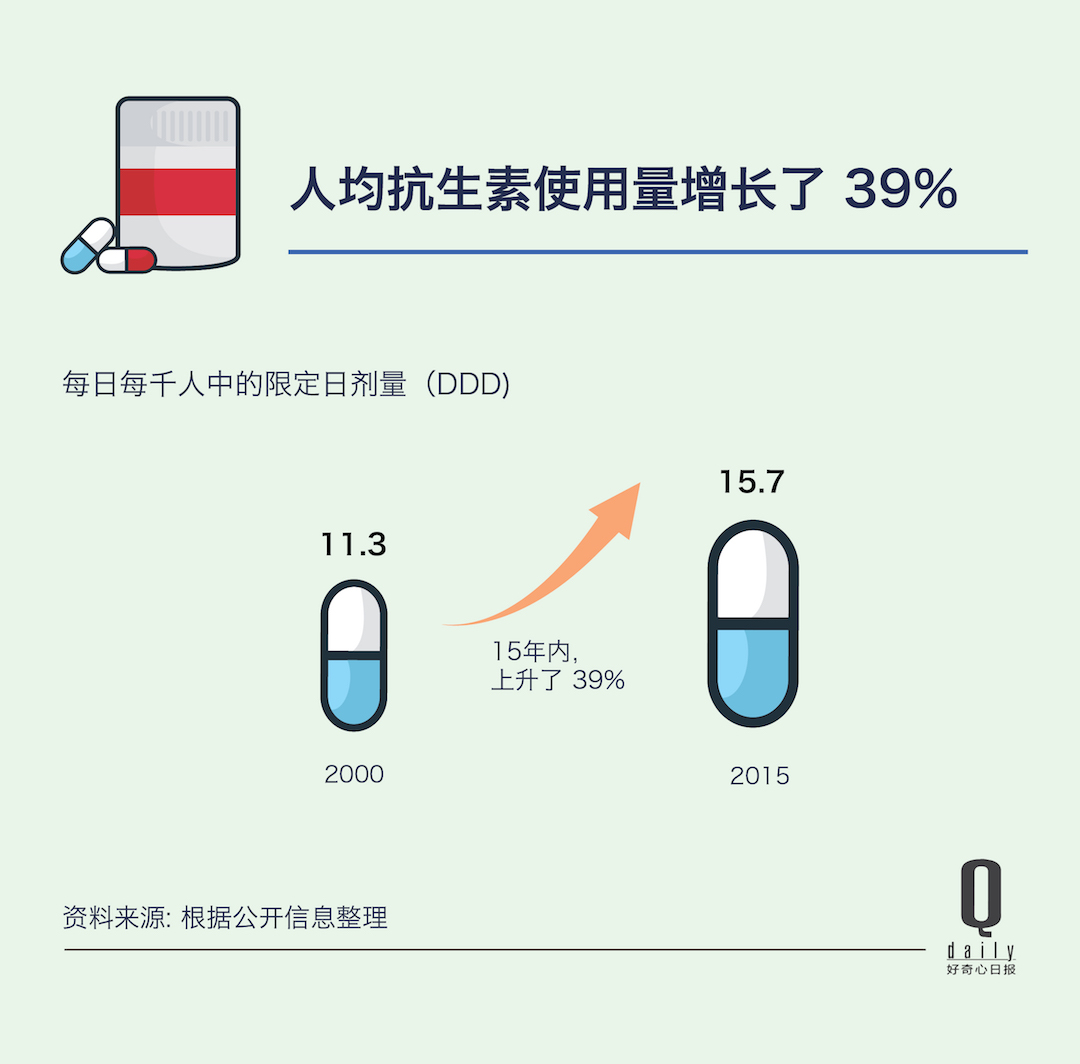 人均抗生素使用量增长了 39%
每日每千人中的限定日剂量（DDD)
11.3
15.7
15年内,
上升了 39%
2000
2015
资料来源: 根据公开信息整理
Q
daily
好奇心日报